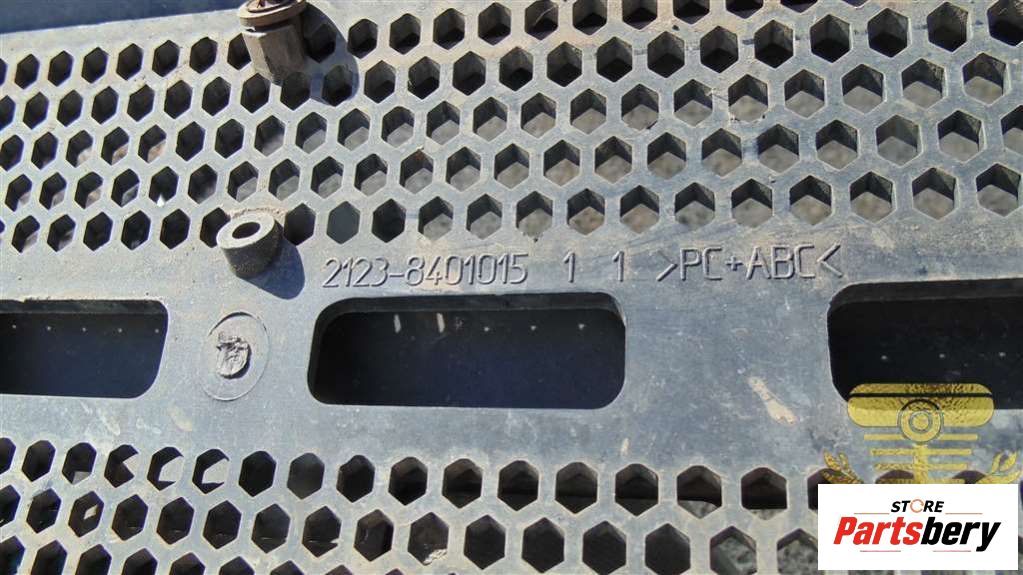 2123-8401015 1 1 >PC+ABC<
STORE
Partsbery